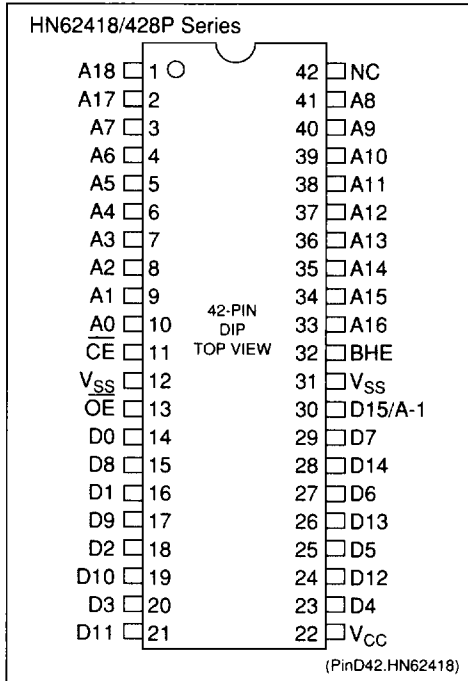 HN62418/428P Series
A18 1 42 NC
A17 2 41 A8
A7 3 40 A9
A6 4 39 A10
A5 5 38 A11
A4 6 37 A12
A3 7 36 A13
A2 8 35 A14
A1 9 34 A15
A0 10 33 A16
CE 11 32 BHE
VSS 12 31 VSS
OE 13 30 D15/A-1
D0 14 29 D7
D8 15 28 D14
D1 16 27 D6
D9 17 26 D13
D2 18 25 D5
D10 19 24 D12
D3 20 23 D4
D11 21 22 VCC
42-PIN
DIP
TOP VIEW
(PinD42.HN62418)